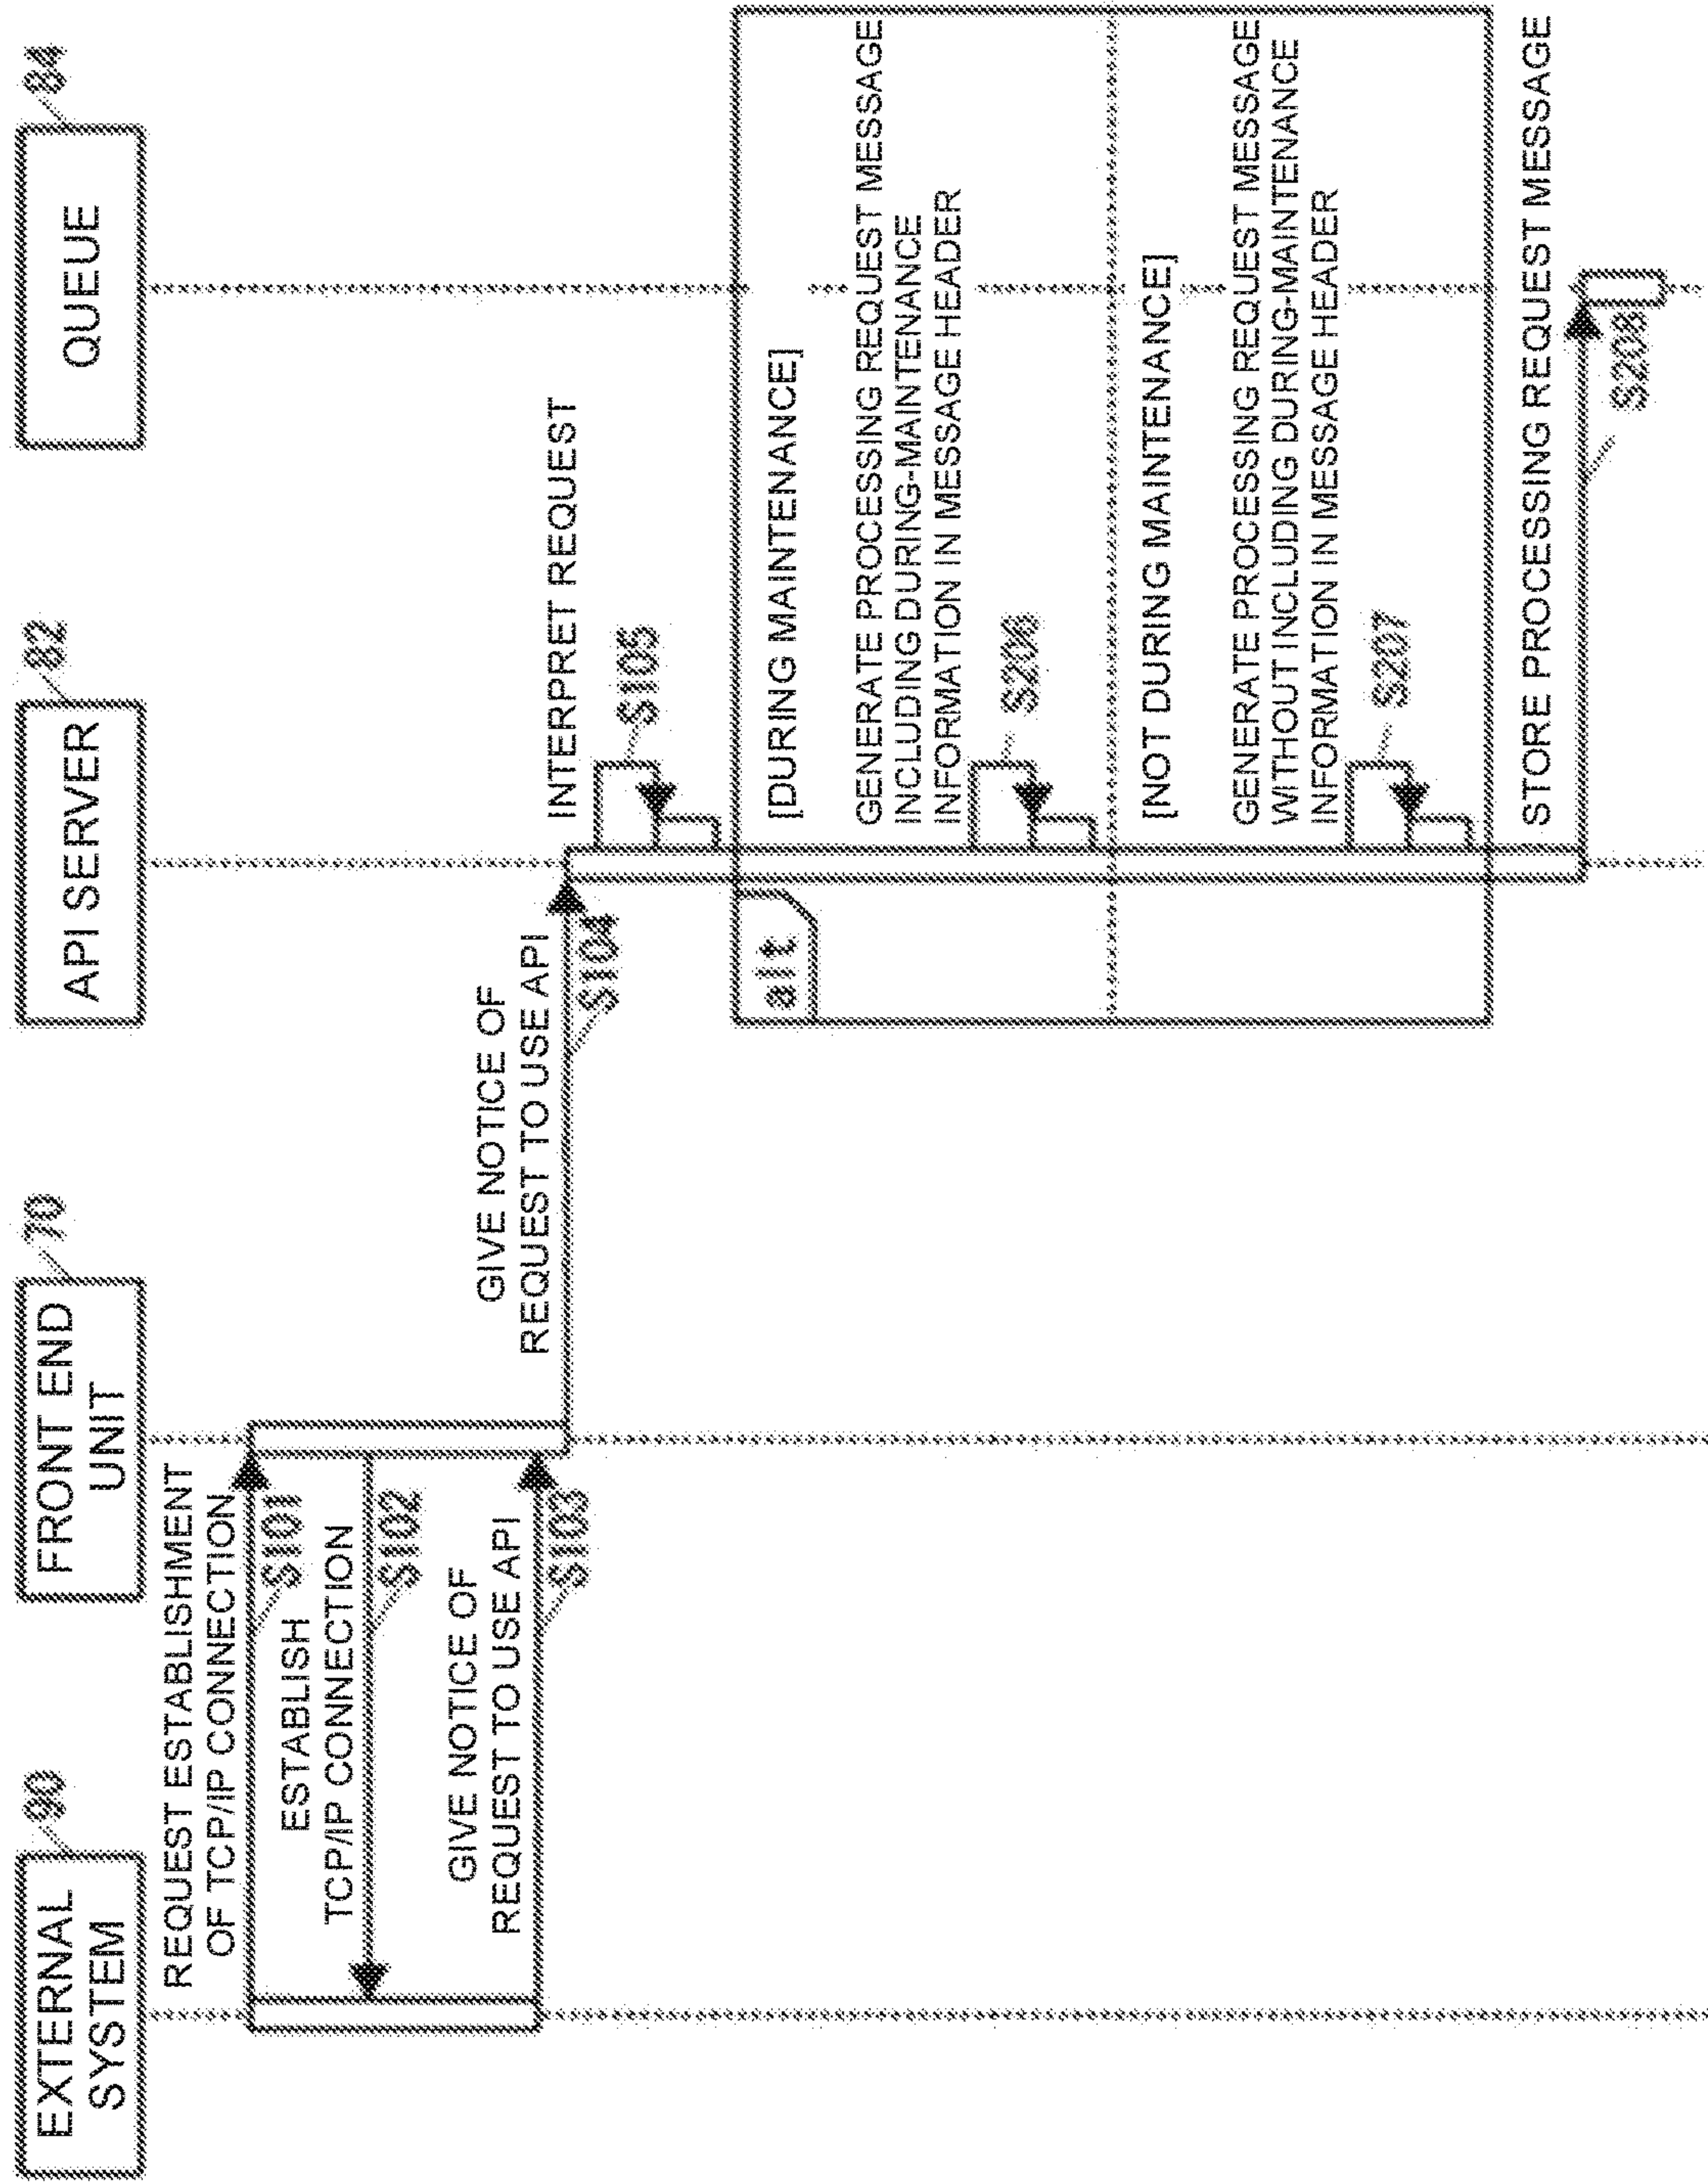 EXTERNAL
SYSTEM
90
FRONT END
UNIT
70
API SERVER
82
QUEUE
84
REQUEST ESTABLISHMENT
OF TCP/IP CONNECTION
S101
ESTABLISH
TCP/IP CONNECTION
S102
GIVE NOTICE OF
REQUEST TO USE API
S103
GIVE NOTICE OF
REQUEST TO USE API
S104
INTERPRET REQUEST
S105
alt
[DURING MAINTENANCE]
GENERATE PROCESSING REQUEST MESSAGE
INCLUDING DURING-MAINTENANCE
INFORMATION IN MESSAGE HEADER
S206
[NOT DURING MAINTENANCE]
GENERATE PROCESSING REQUEST MESSAGE
WITHOUT INCLUDING DURING-MAINTENANCE
INFORMATION IN MESSAGE HEADER
S207
STORE PROCESSING REQUEST MESSAGE
S208